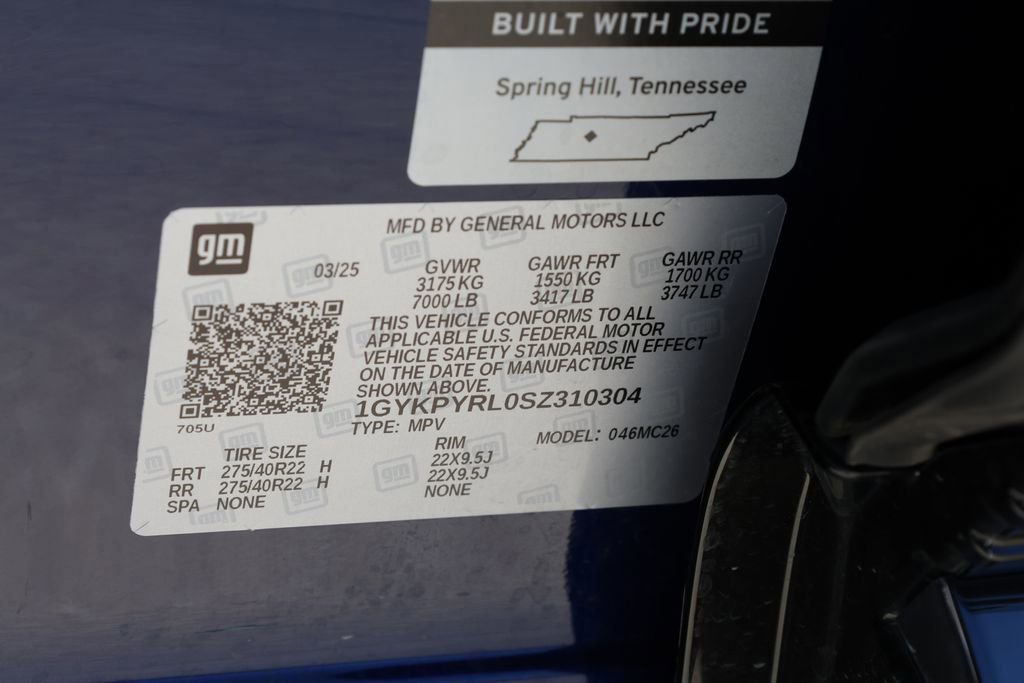 BUILT WITH PRIDE
Spring Hill, Tennessee
gm
MFD BY GENERAL MOTORS LLC
03/25
GVWR GAWR FRT GAWR RR
3175 KG 1550 KG 1700 KG
7000 LB 3417 LB 3747 LB
THIS VEHICLE CONFORMS TO ALL
APPLICABLE U.S. FEDERAL MOTOR
VEHICLE SAFETY STANDARDS IN EFFECT
ON THE DATE OF MANUFACTURE
SHOWN ABOVE.
1GYKPYRL0SZ310304
705U
TYPE: MPV MODEL: 046MC26
TIRE SIZE RIM
FRT 275/40R22 H 22X9.5J
RR 275/40R22 H 22X9.5J
SPA NONE NONE